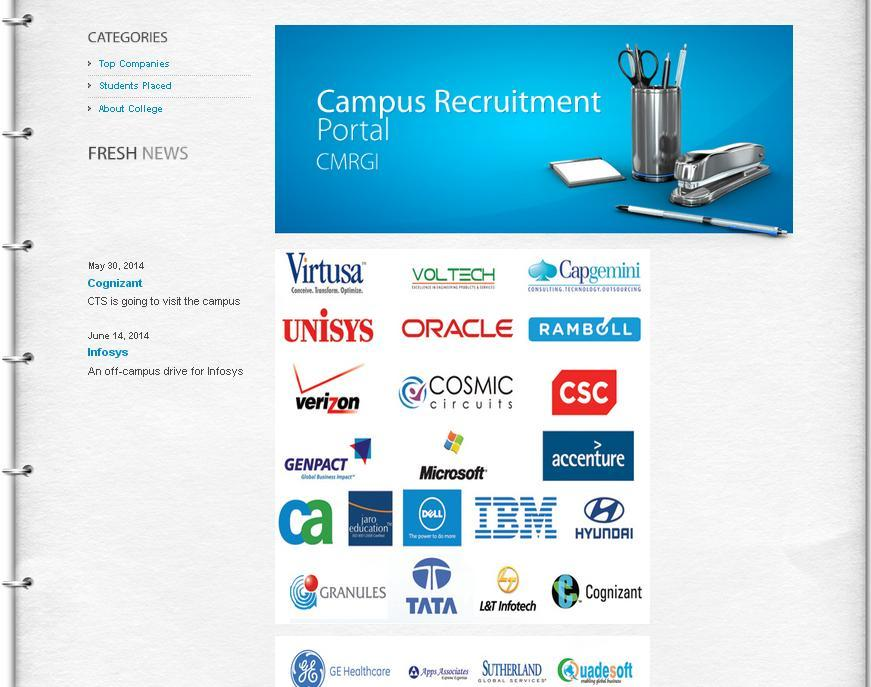 CATEGORIES
Top Companies
Students Placed
About College
FRESH NEWS
May 30, 2014
Cognizant
CTS is going to visit the campus
June 14, 2014
Infosys
An off-campus drive for Infosys
Campus Recruitment
Portal
CMRGI
Virtusa
Conceive. Transform. Optimize.
VOLTECH
EXCELLENCE IN ENGINEERING PRODUCTS & SERVICES
Capgemini
CONSULTING.TECHNOLOGY.OUTSOURCING
UNiSYS
ORACLE
RAMBOLL
verizon
COSMIC
circuits
CSC
GENPACT
Global Business Impact
Microsoft
accenture
ca
jaro
education
ISO 9001:2008 Certified
DELL
The power to do more
IBM
HYUNDAI
GRANULES
TATA
L&T Infotech
Cognizant
GE Healthcare
Apps Associates
SUTHERLAND
GLOBAL SERVICES
Quadesoft
enabling global business